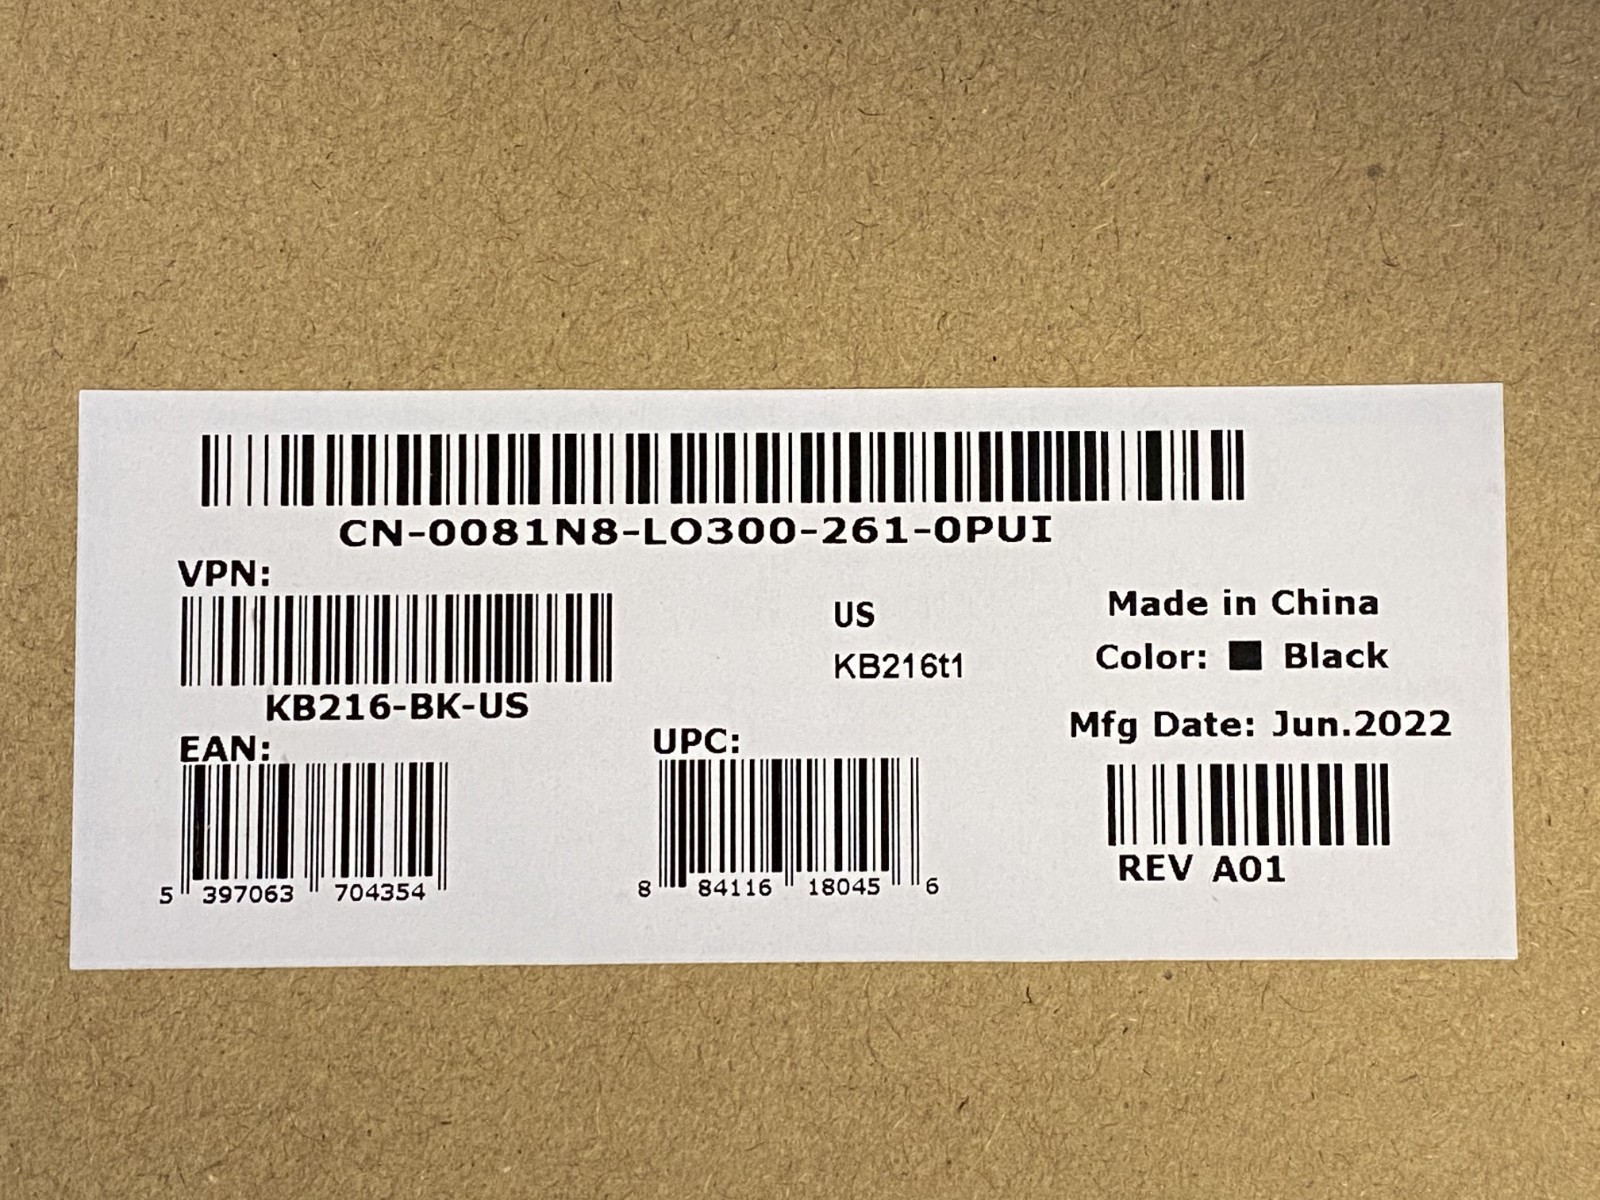 CN-0081N8-LO300-261-0PUI
VPN:
KB216-BK-US
US
KB216t1
Made in China
Color: Black
Mfg Date: Jun.2022
EAN:
5 397063 704354
UPC:
8 84116 18045 6
REV A01